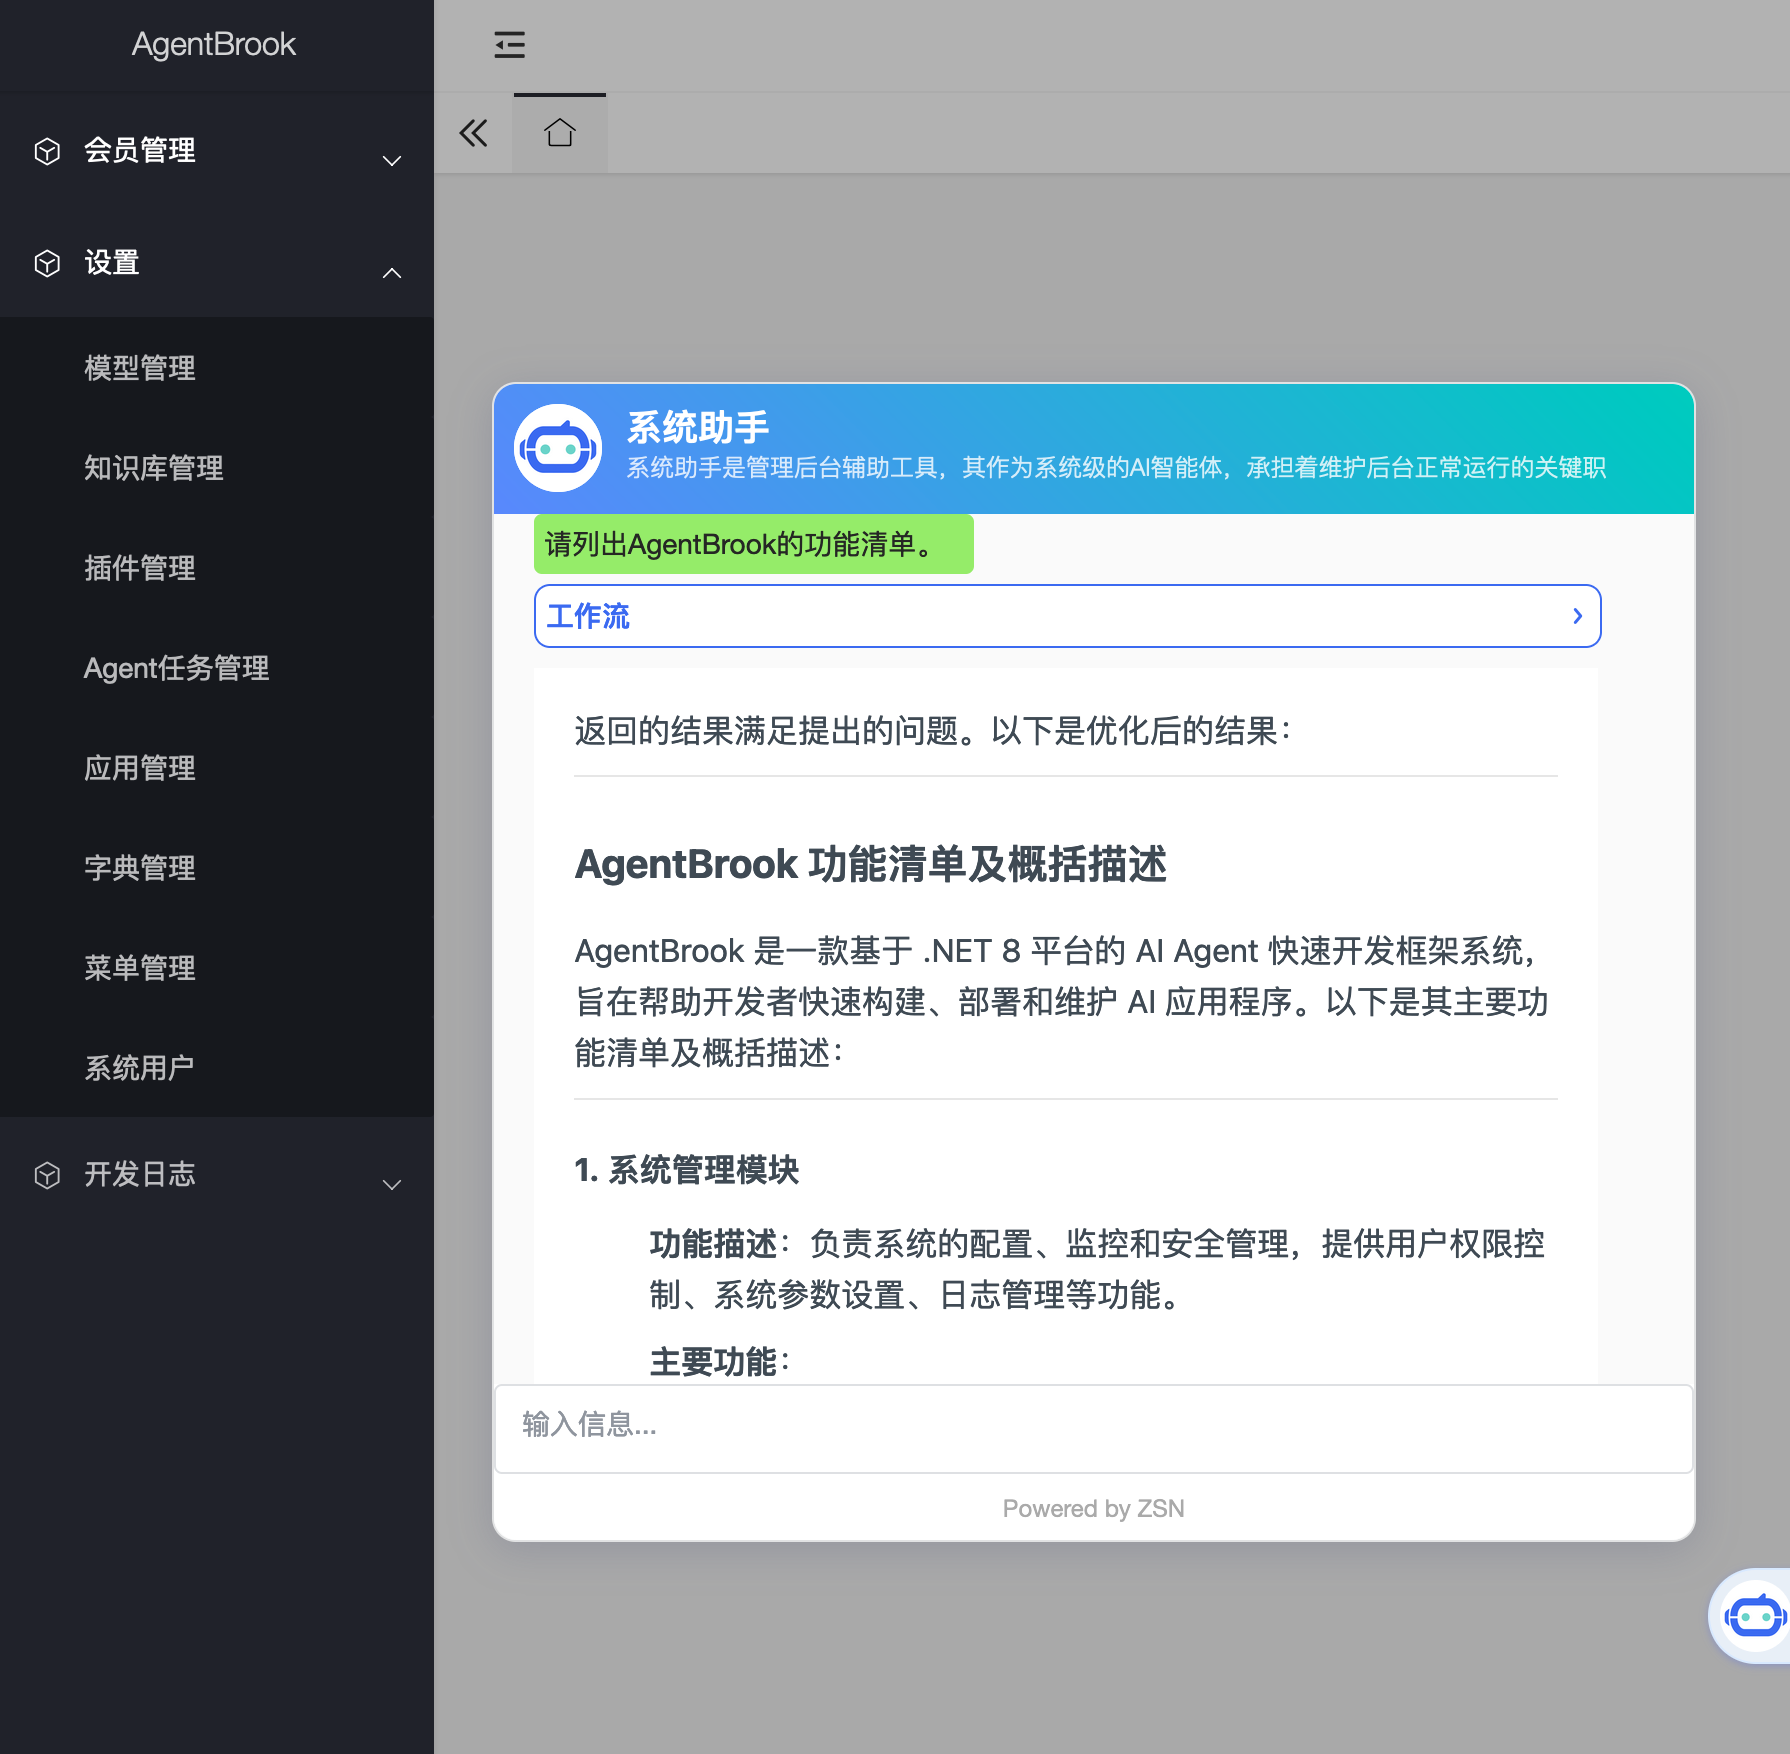 AgentBrook
会员管理
设置
模型管理
知识库管理
插件管理
Agent任务管理
应用管理
字典管理
菜单管理
系统用户
开发日志
系统助手
系统助手是管理后台辅助工具，其作为系统级的AI智能体，承担着维护后台正常运行的关键职
请列出AgentBrook的功能清单。
工作流
返回的结果满足提出的问题。以下是优化后的结果：
AgentBrook 功能清单及概括描述
AgentBrook 是一款基于 .NET 8 平台的 AI Agent 快速开发框架系统，
旨在帮助开发者快速构建、部署和维护 AI 应用程序。以下是其主要功
能清单及概括描述：
1. 系统管理模块
功能描述：负责系统的配置、监控和安全管理，提供用户权限控
制、系统参数设置、日志管理等功能。
主要功能：
输入信息...
Powered by ZSN